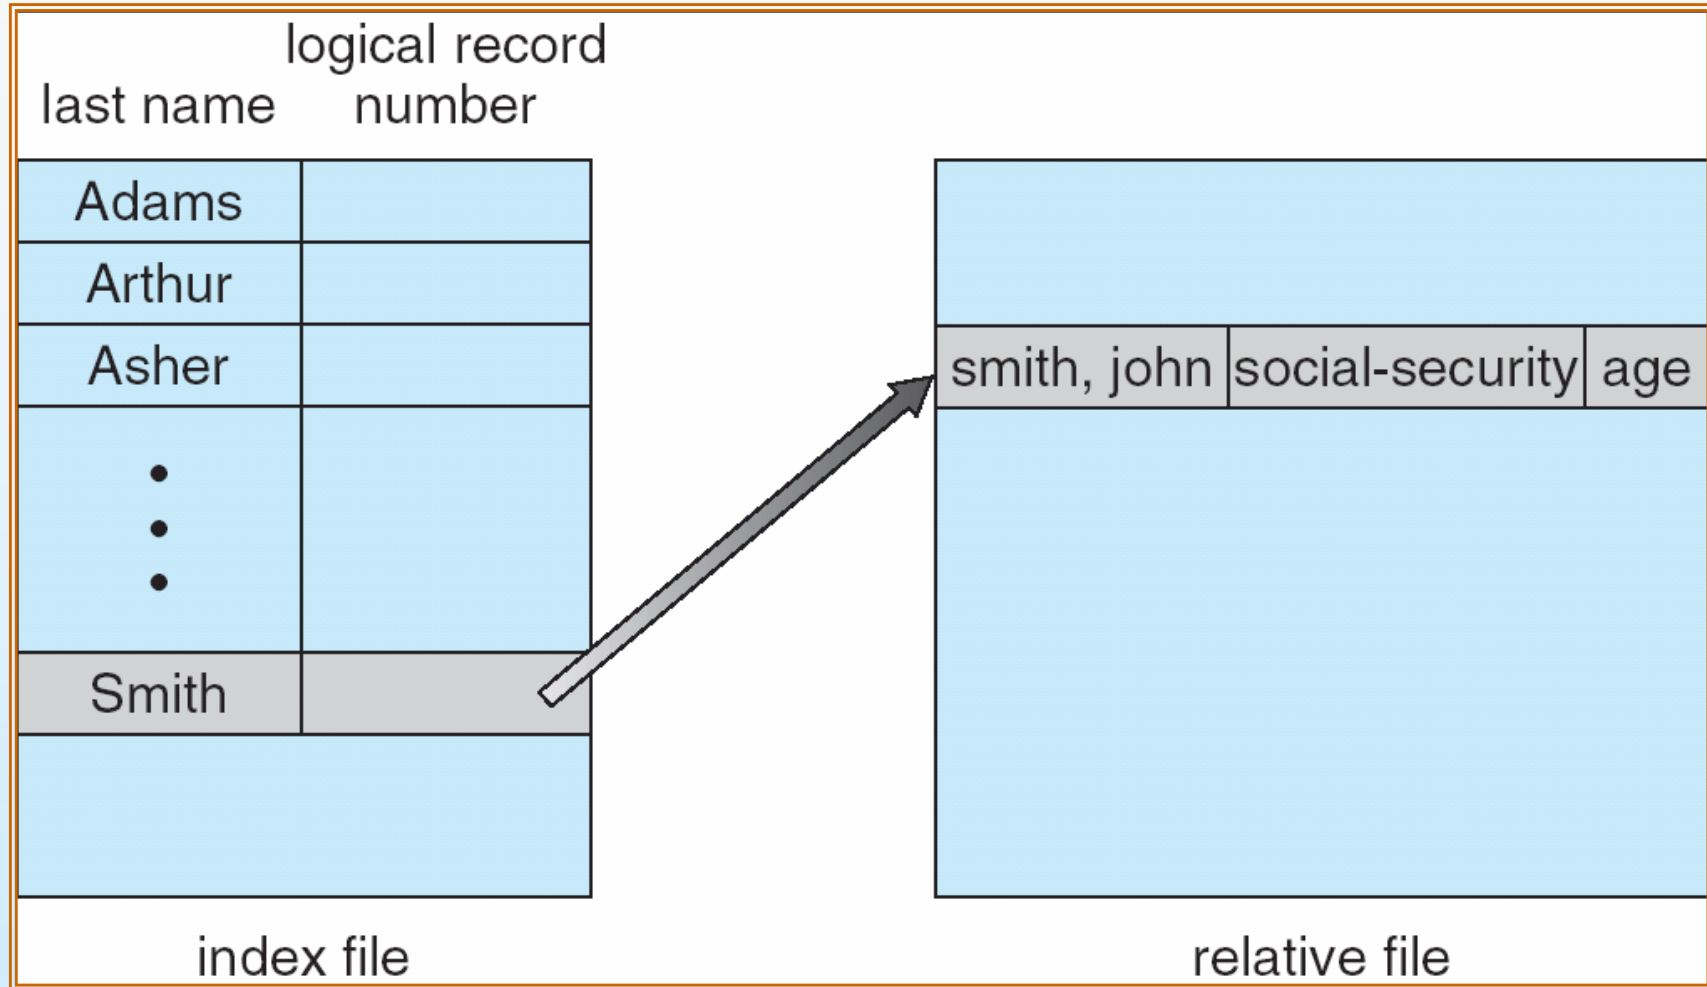 logical record
last name number
Adams
Arthur
Asher
Smith
smith, john social-security age
index file
relative file